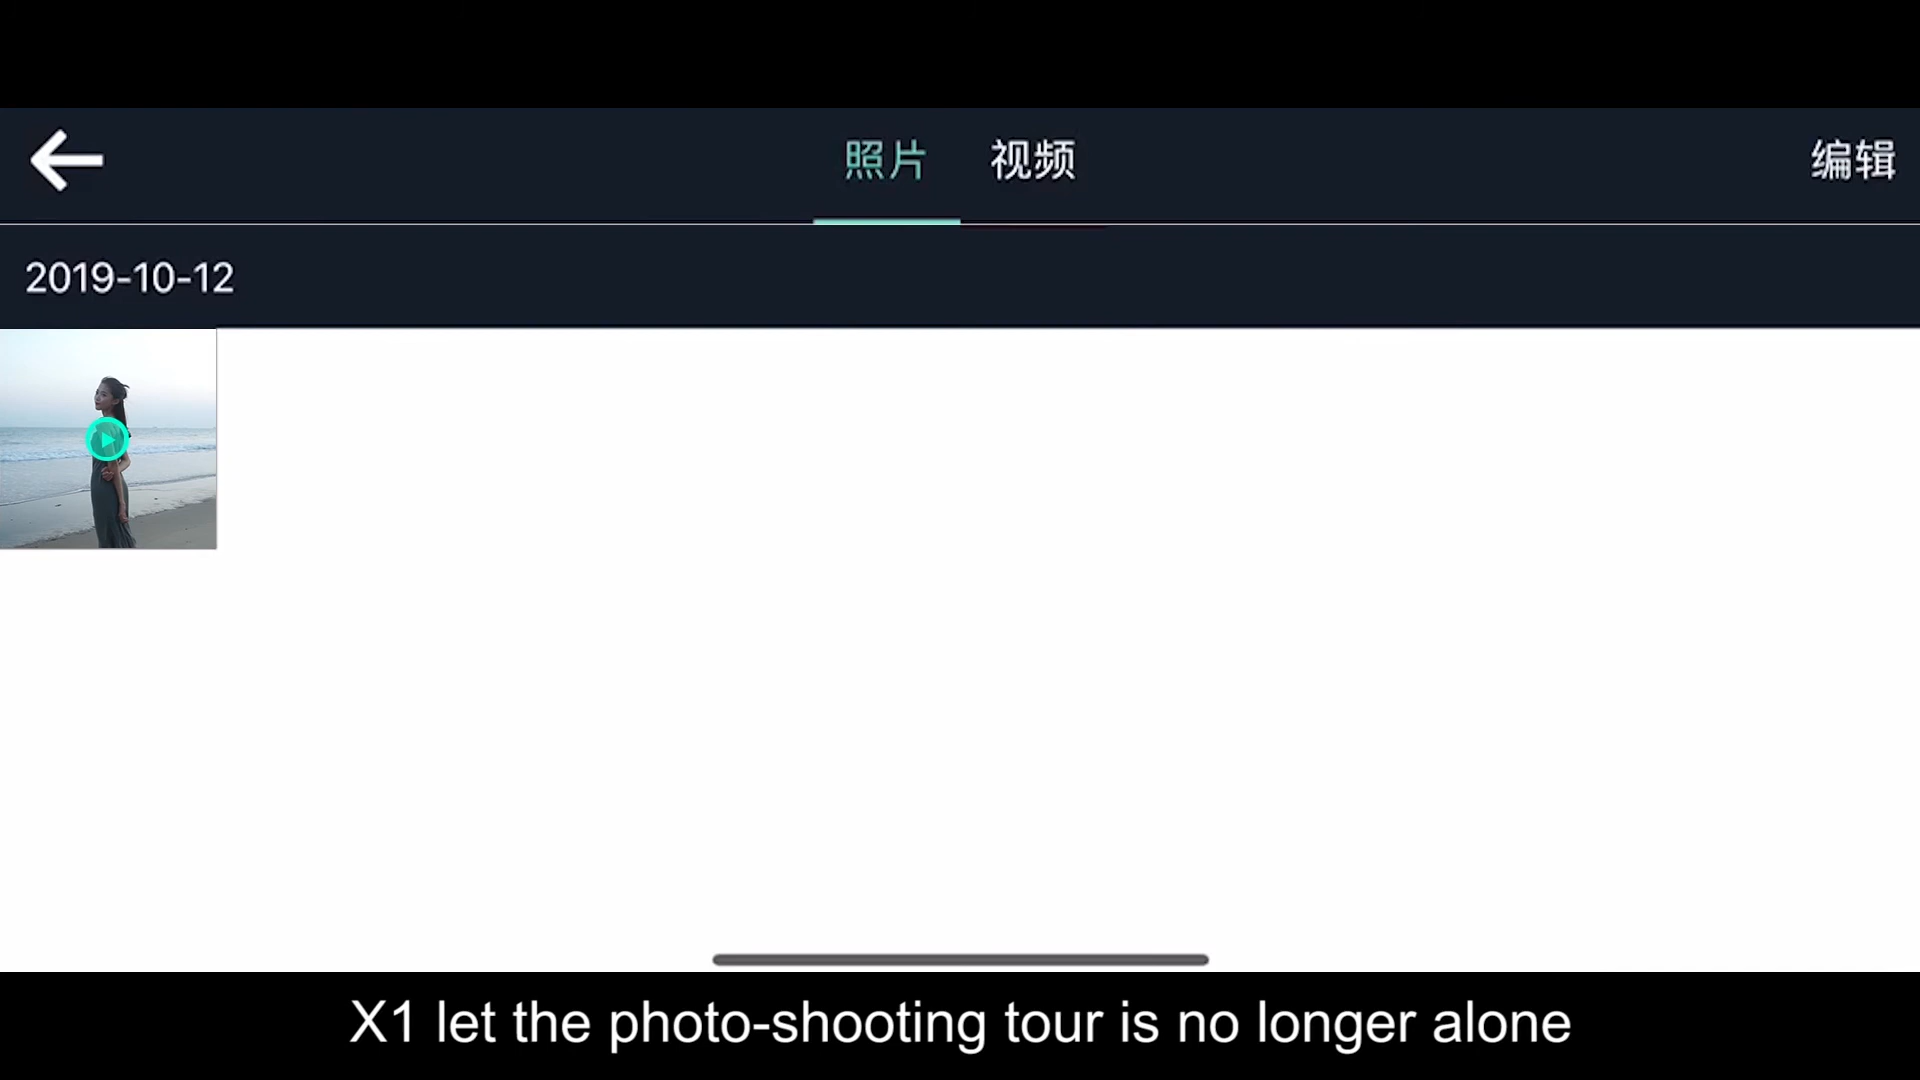 照片 视频 编辑
2019-10-12
X1 let the photo-shooting tour is no longer alone